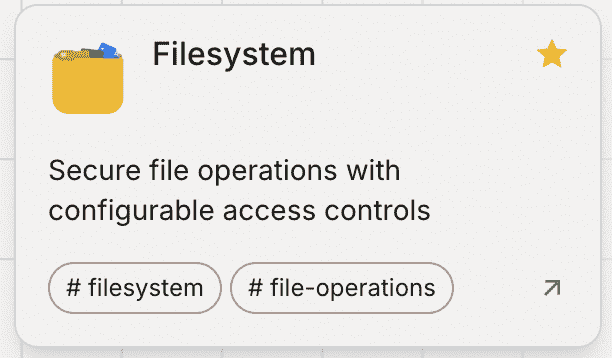 Filesystem
Secure file operations with
configurable access controls
# filesystem
# file-operations